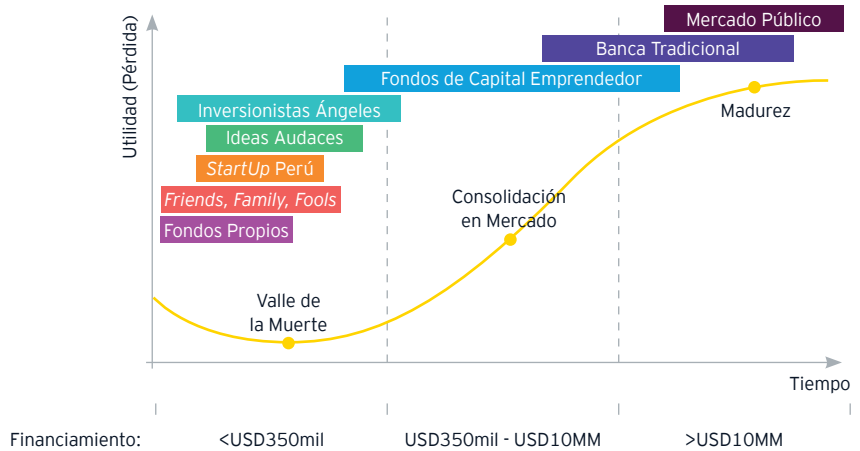 Utilidad (Pérdida)
Mercado Público
Banca Tradicional
Fondos de Capital Emprendedor
Inversionistas Ángeles
Ideas Audaces
StartUp Perú
Friends, Family, Fools
Fondos Propios
Madurez
Consolidación
en Mercado
Valle de
la Muerte
Tiempo
Financiamiento: <USD350mil USD350mil - USD10MM >USD10MM